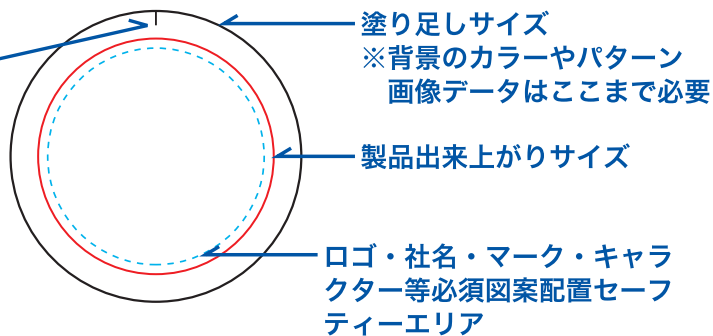 塗り足しサイズ
※背景のカラーやパターン
画像データはここまで必要
製品出来上がりサイズ
ロゴ・社名・マーク・キャラ
クター等必須図案配置セーフ
ティーエリア